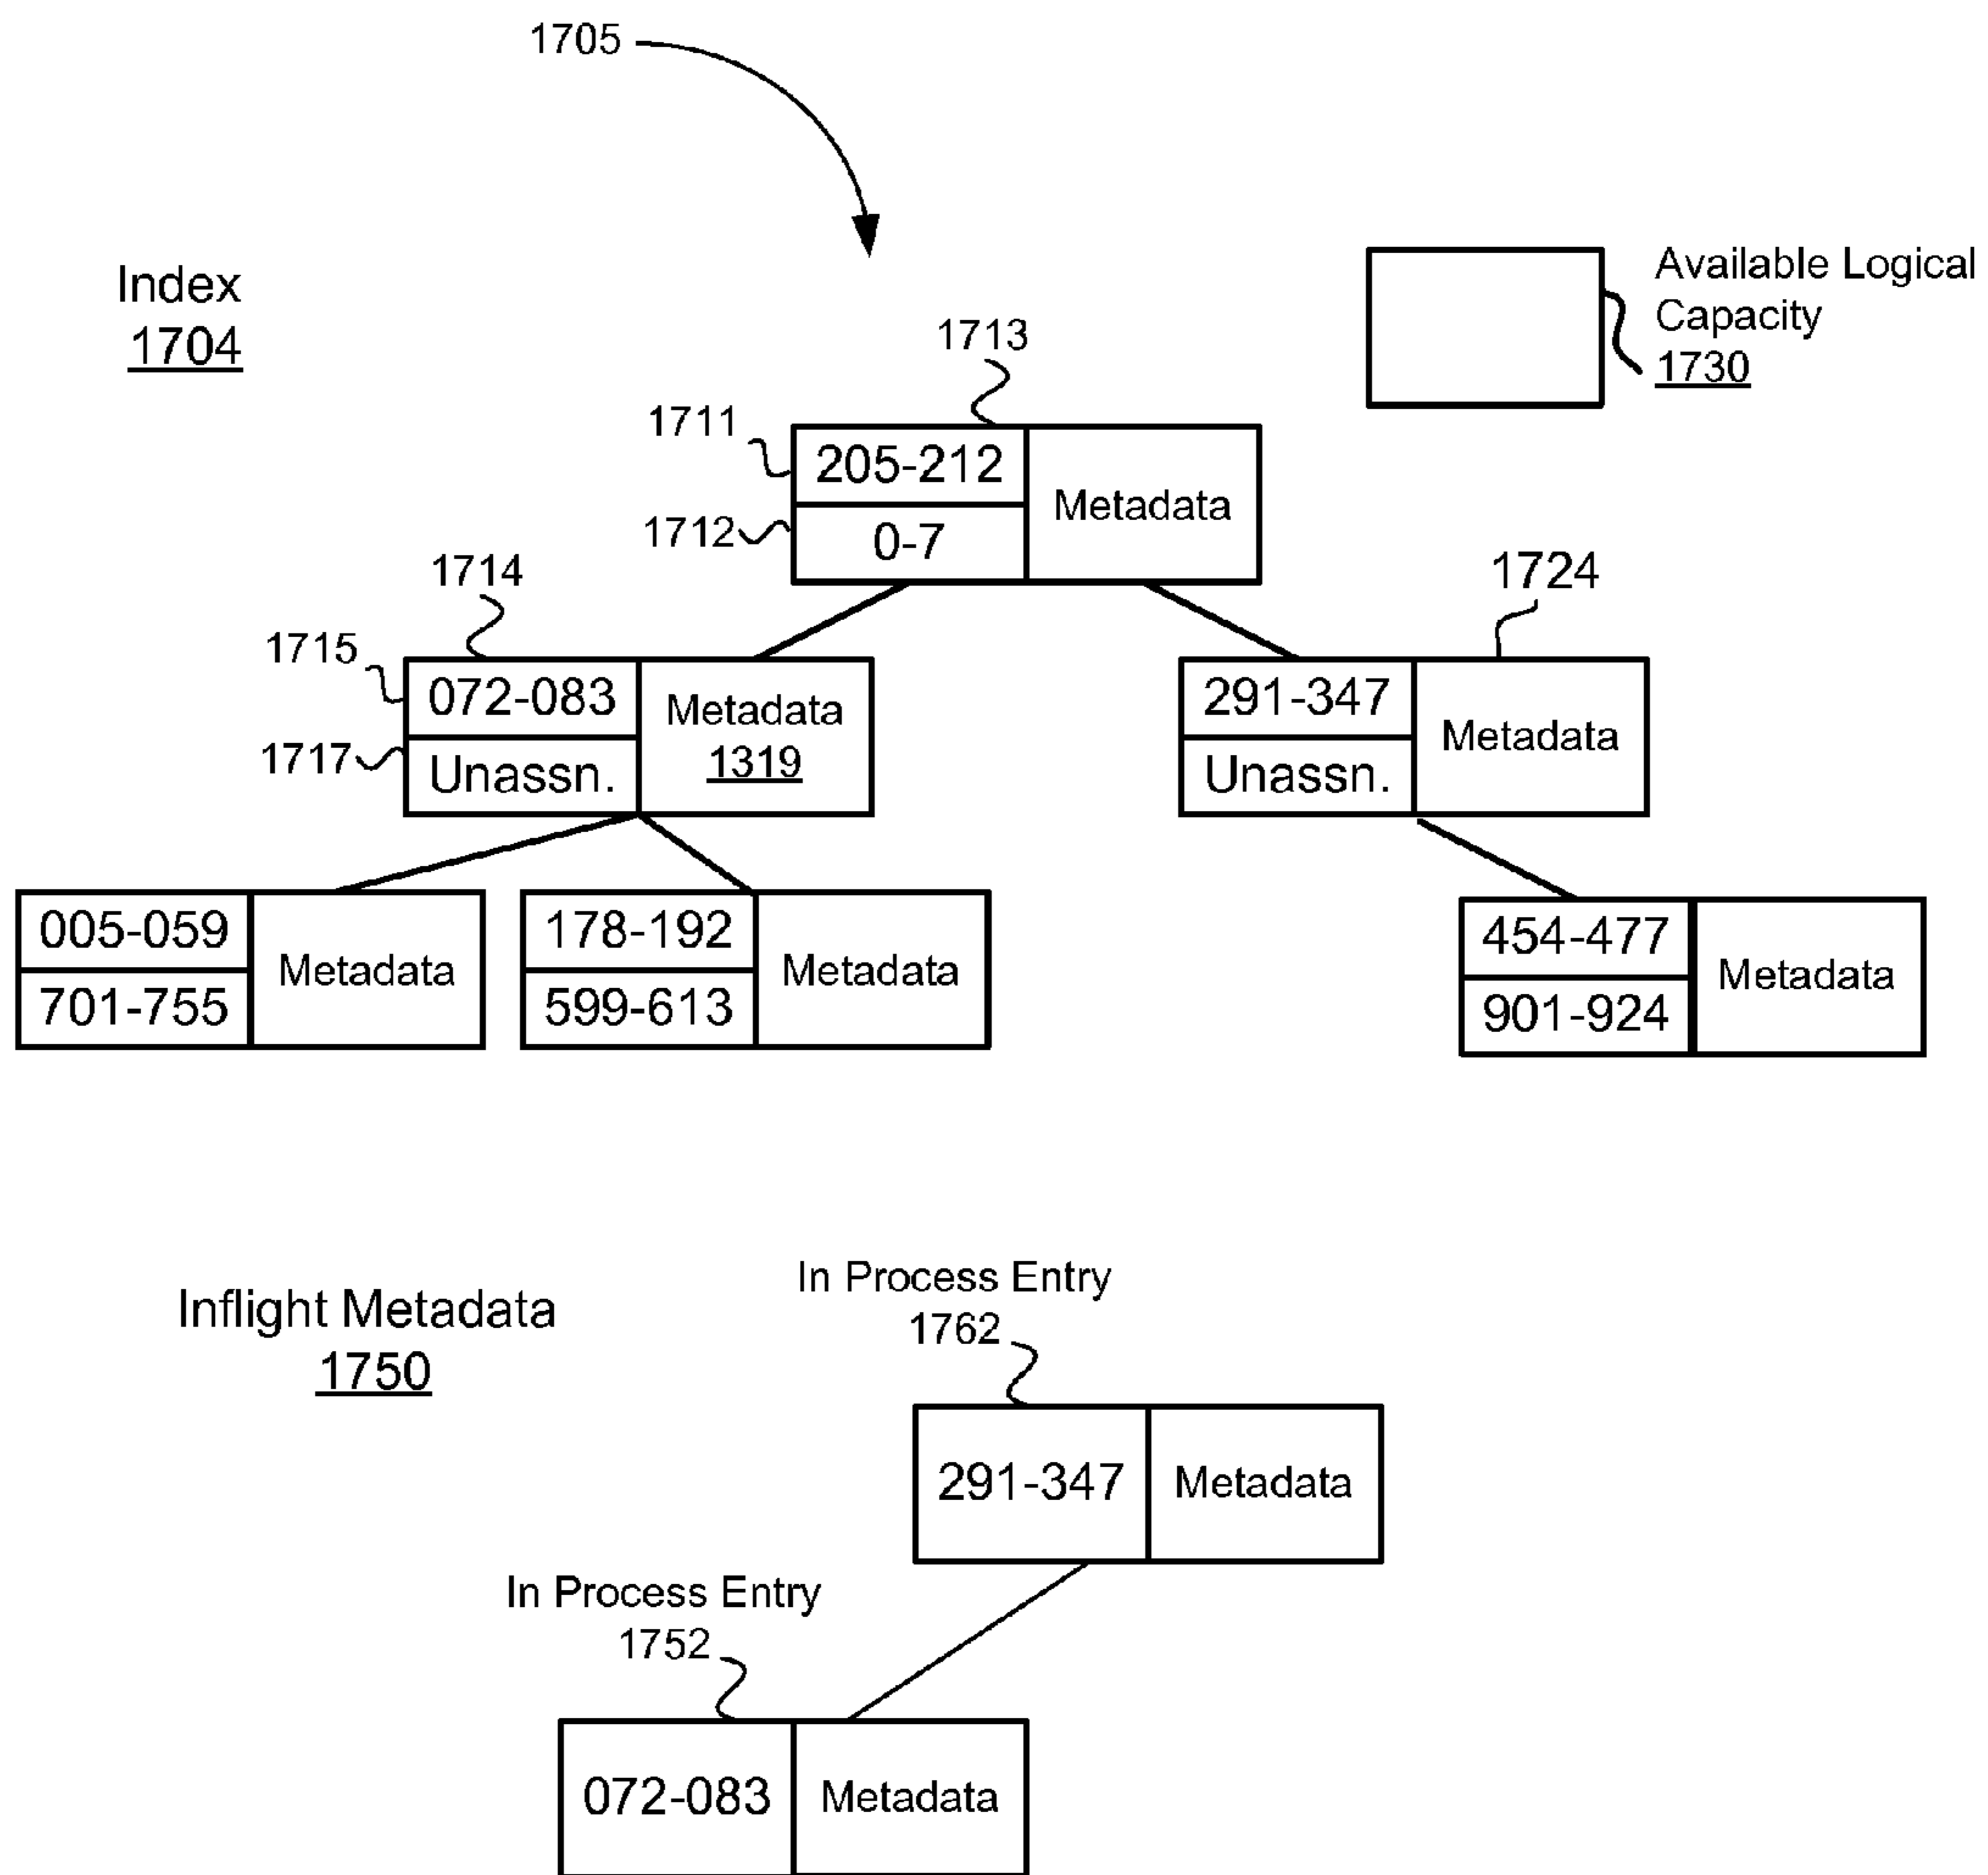 1705
Index
1704
Available Logical
Capacity
1730
1713
1711
205-212
Metadata
1712
0-7
1714
1724
1715
072-083
Metadata
1319
1717
Unassn.
291-347
Metadata
Unassn.
005-059
Metadata
701-755
178-192
Metadata
599-613
454-477
Metadata
901-924
Inflight Metadata
1750
In Process Entry
1762
291-347
Metadata
In Process Entry
1752
072-083
Metadata